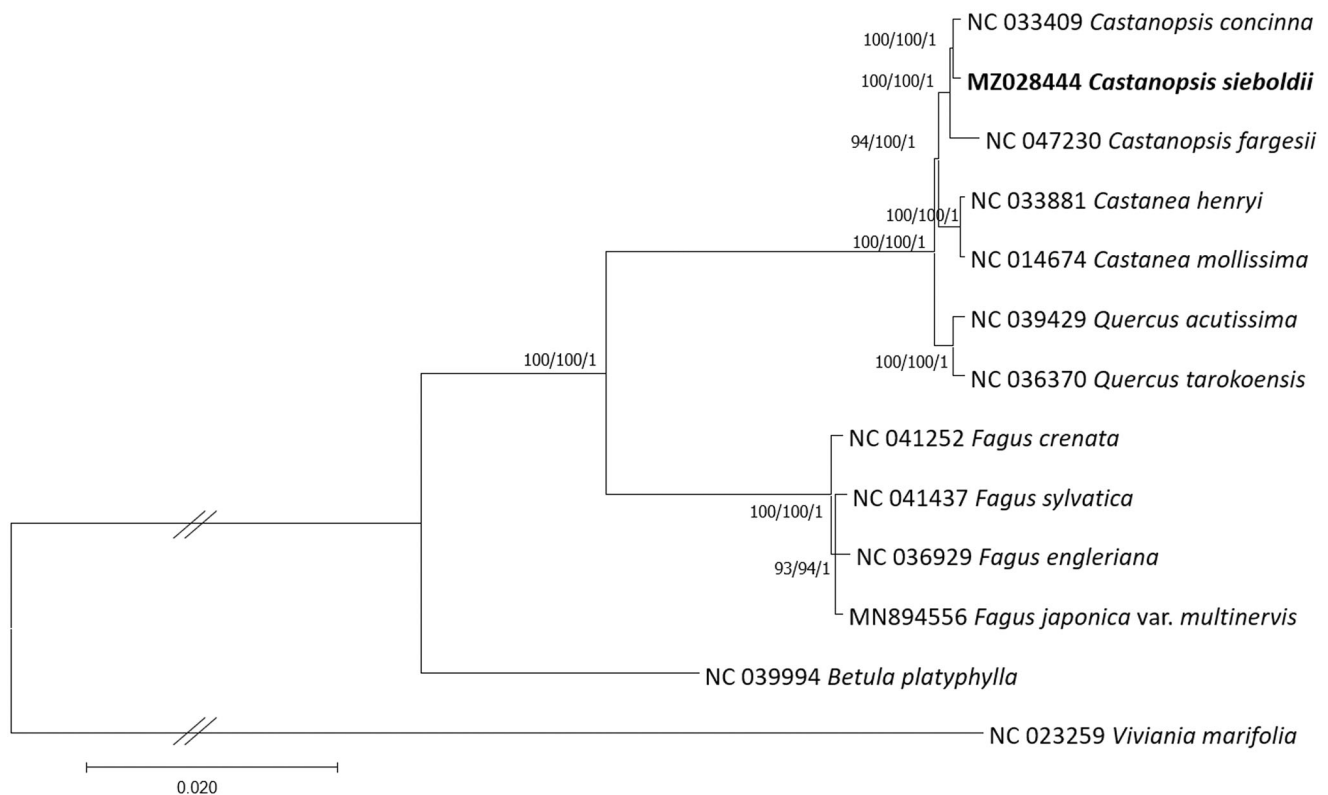 NC 033409 Castanopsis concinna
100/100/1
100/100/1
MZ028444 Castanopsis sieboldii
94/100/1
NC 047230 Castanopsis fargesii
NC 033881 Castanea henryi
100/100/1
100/100/1
NC 014674 Castanea mollissima
NC 039429 Quercus acutissima
100/100/1
100/100/1
NC 036370 Quercus tarokoensis
NC 041252 Fagus crenata
NC 041437 Fagus sylvatica
100/100/1
NC 036929 Fagus engleriana
93/94/1
MN894556 Fagus japonica var. multinervis
NC 039994 Betula platyphylla
NC 023259 Viviania marifolia
0.020